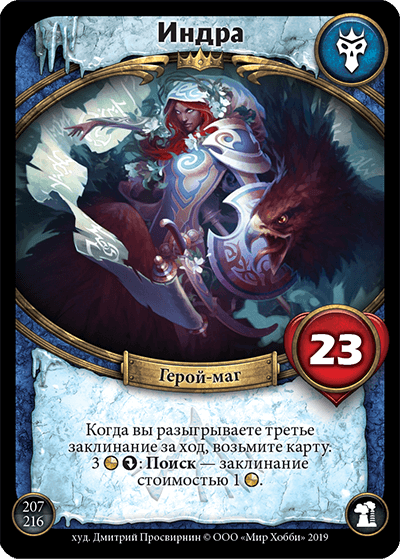 Индра
23
Герой-маг
Когда вы разыгрываете третье
заклинание за ход, возьмите карту.
3 : Поиск — заклинание
стоимостью 1 .
207
216
худ. Дмитрий Просвирнин © ООО «Мир Хобби» 2019